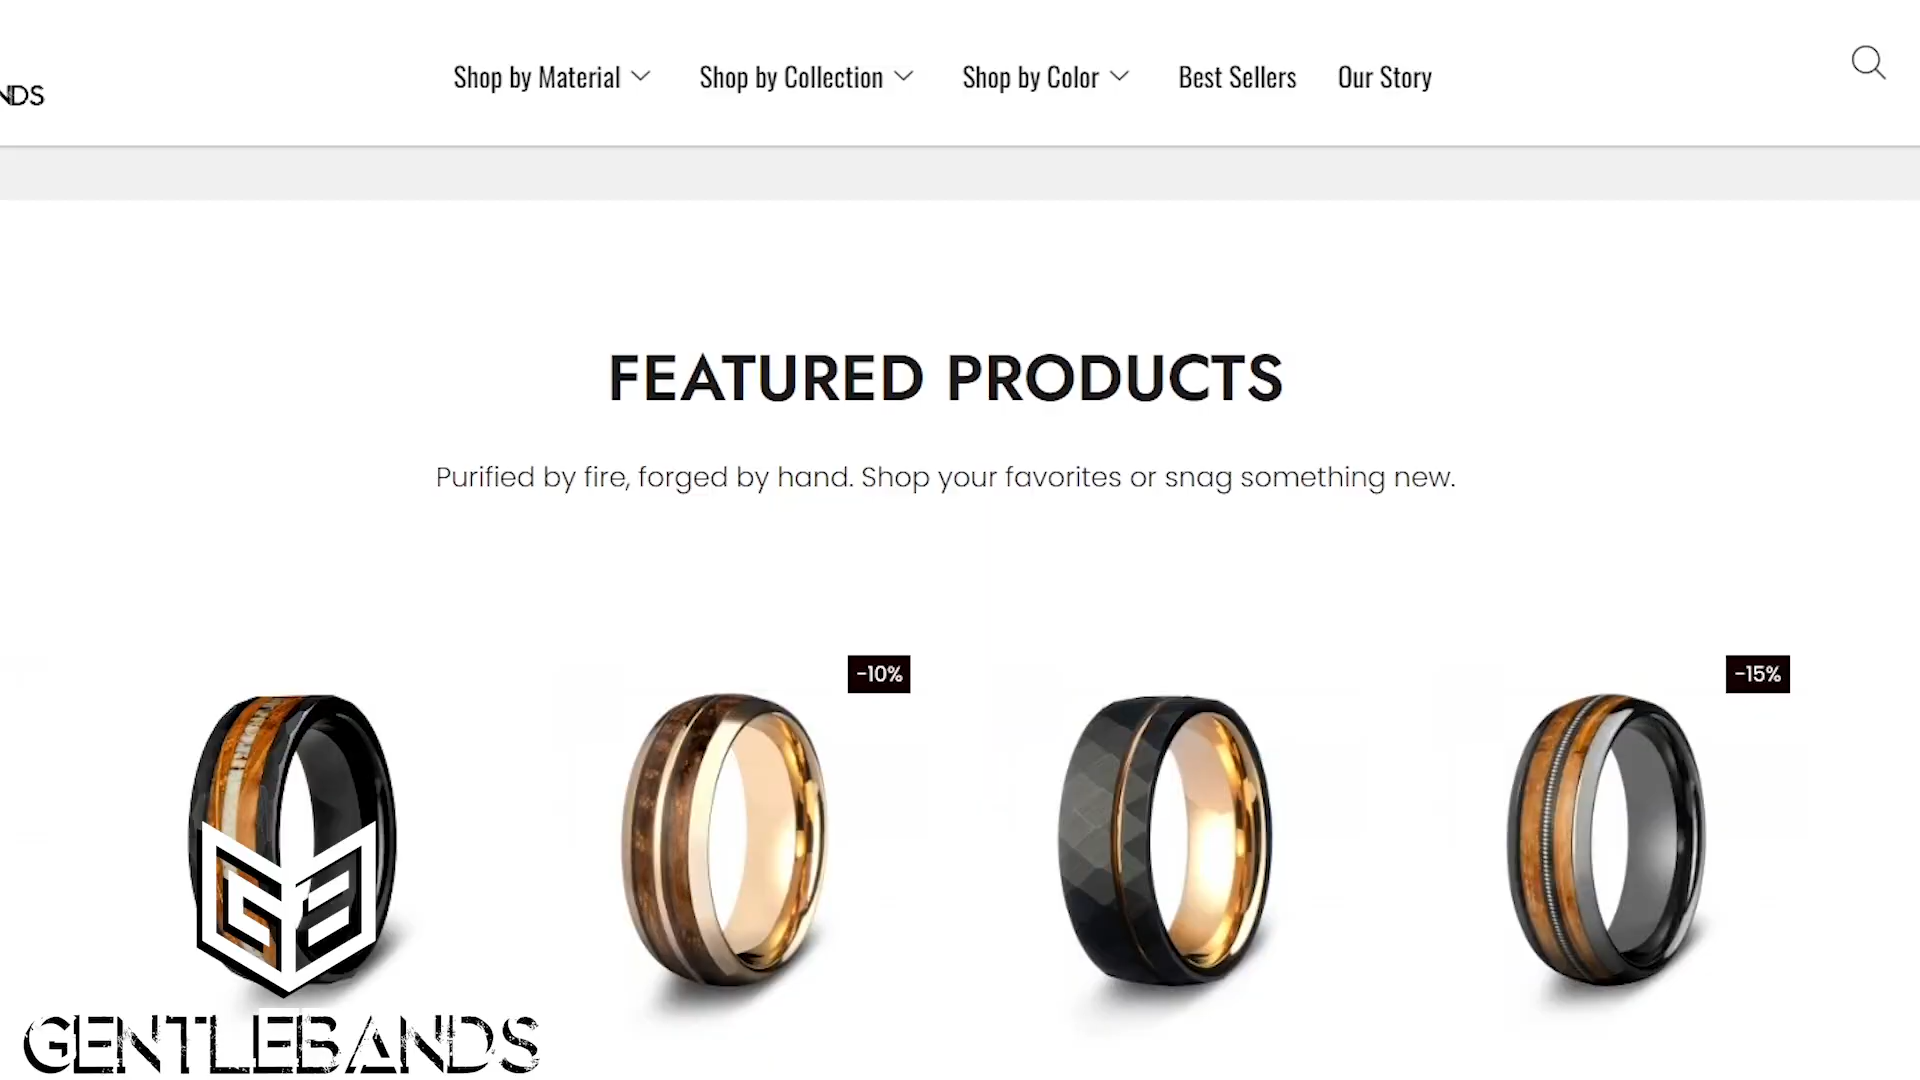 Shop by Material
Shop by Collection
Shop by Color
Best Sellers
Our Story
NDS
FEATURED PRODUCTS
Purified by fire, forged by hand. Shop your favorites or snag something new.
-10%
-15%
GB
GENTLEBANDS